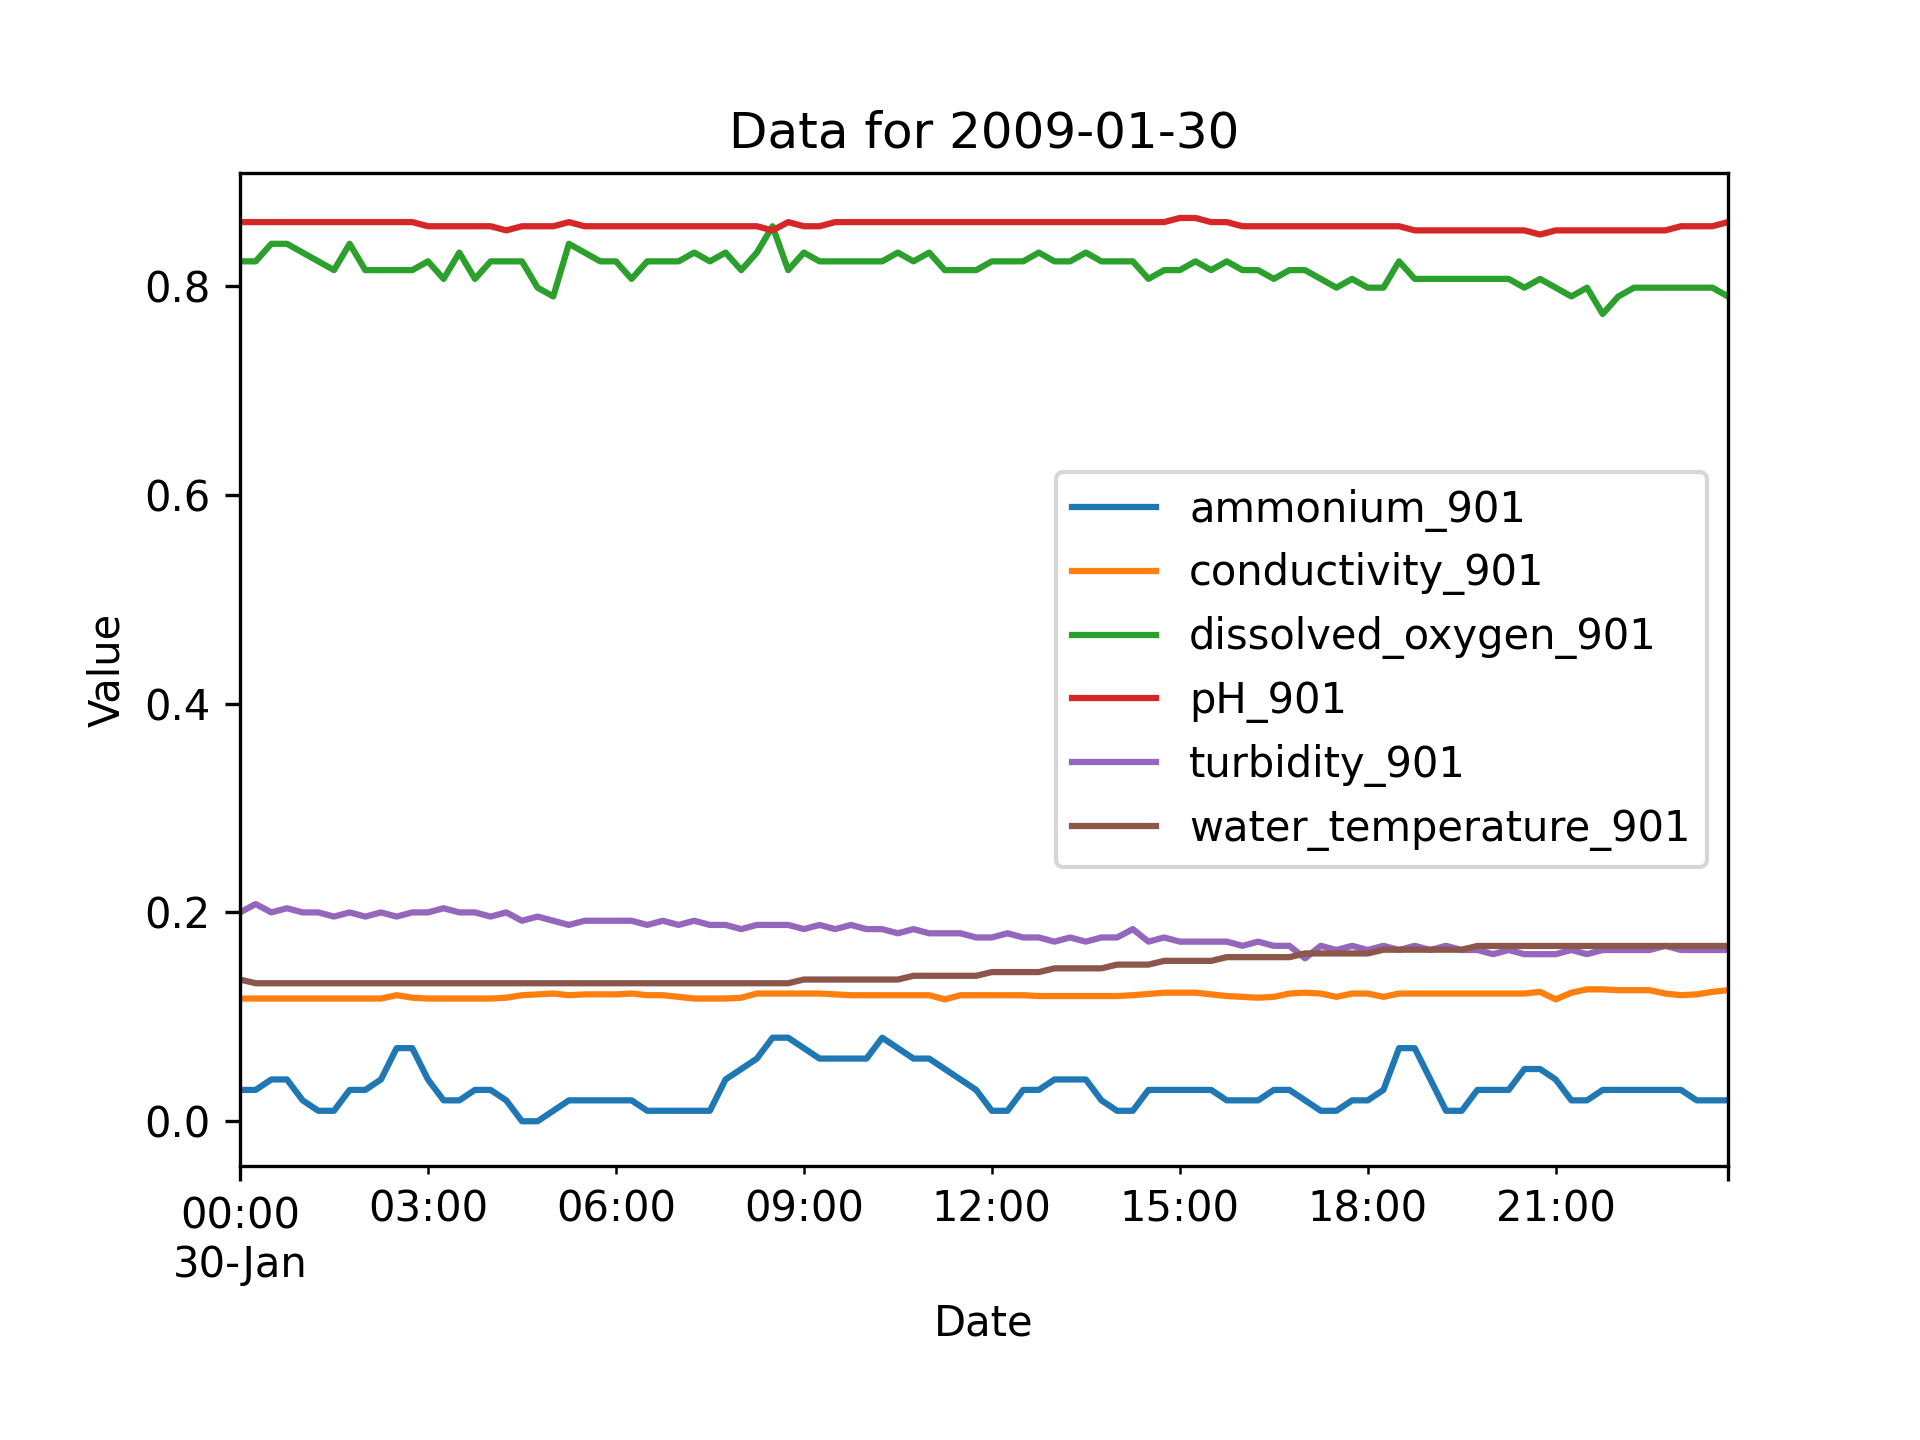 Data for 2009-01-30
Value
0.8
0.6
0.4
0.2
0.0
ammonium_901
conductivity_901
dissolved_oxygen_901
pH_901
turbidity_901
water_temperature_901
00:00 03:00 06:00 09:00 12:00 15:00 18:00 21:00
30-Jan
Date